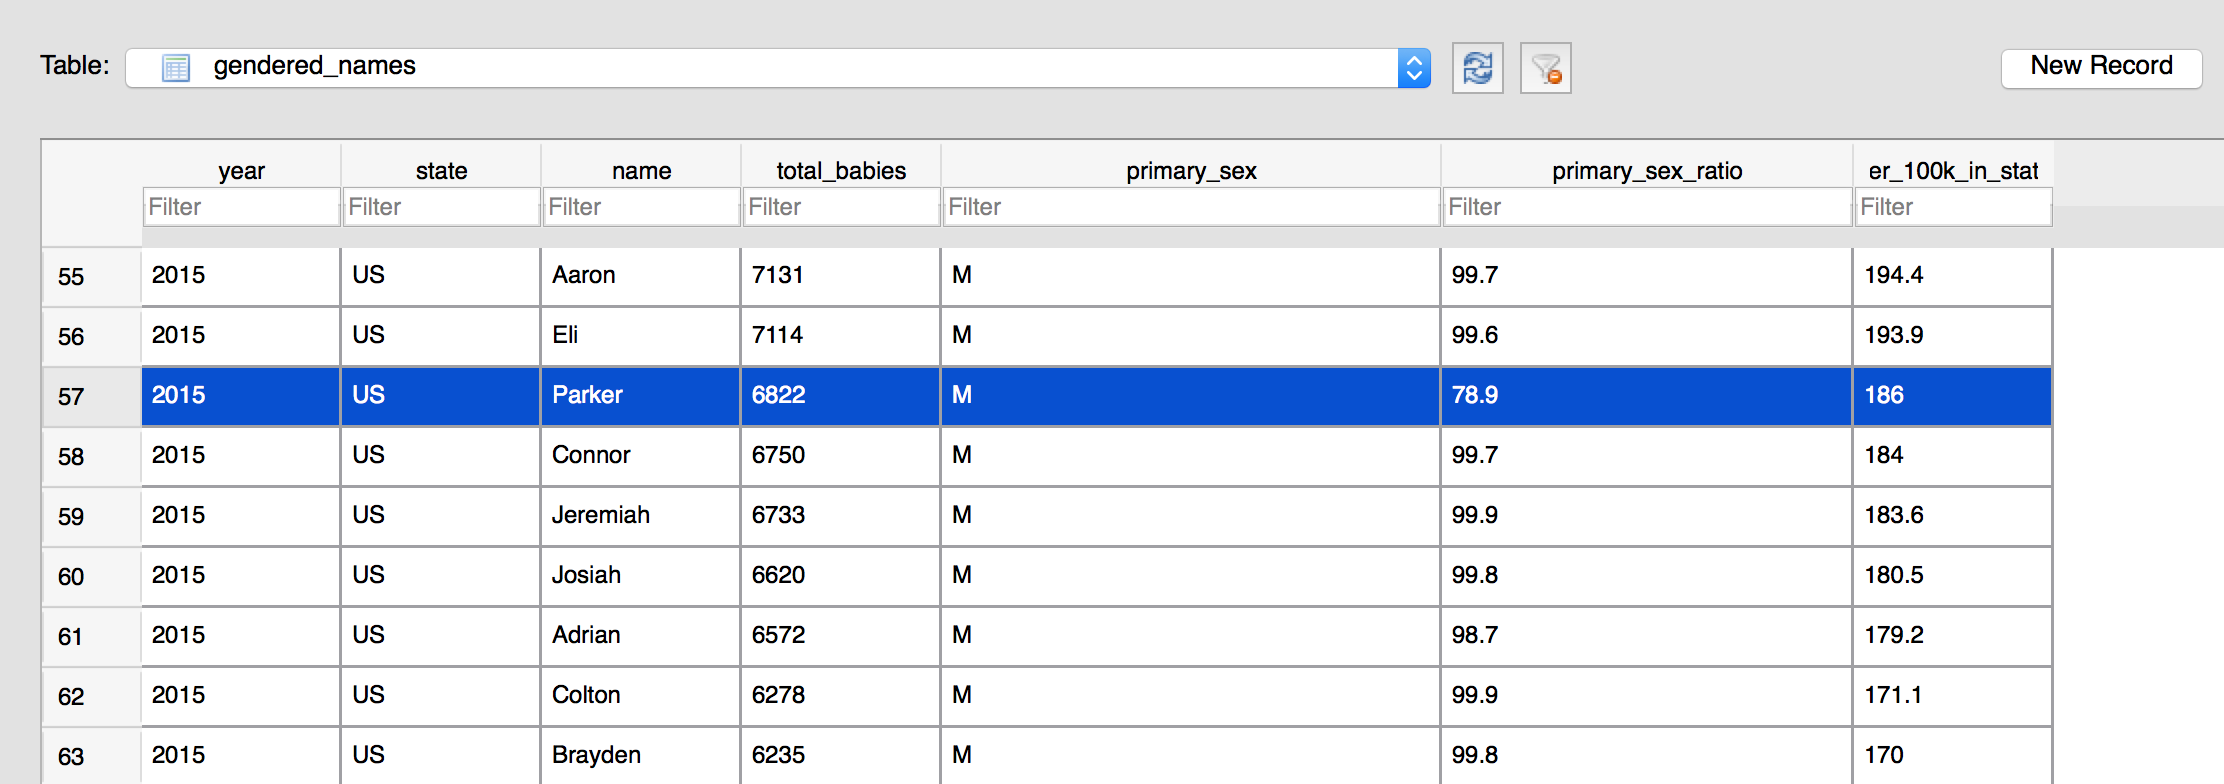 Table: gendered_names New Record
year state name total_babies primary_sex primary_sex_ratio er_100k_in_stat
Filter Filter Filter Filter Filter Filter Filter
55 2015 US Aaron 7131 M 99.7 194.4
56 2015 US Eli 7114 M 99.6 193.9
57 2015 US Parker 6822 M 78.9 186
58 2015 US Connor 6750 M 99.7 184
59 2015 US Jeremiah 6733 M 99.9 183.6
60 2015 US Josiah 6620 M 99.8 180.5
61 2015 US Adrian 6572 M 98.7 179.2
62 2015 US Colton 6278 M 99.9 171.1
63 2015 US Brayden 6235 M 99.8 170